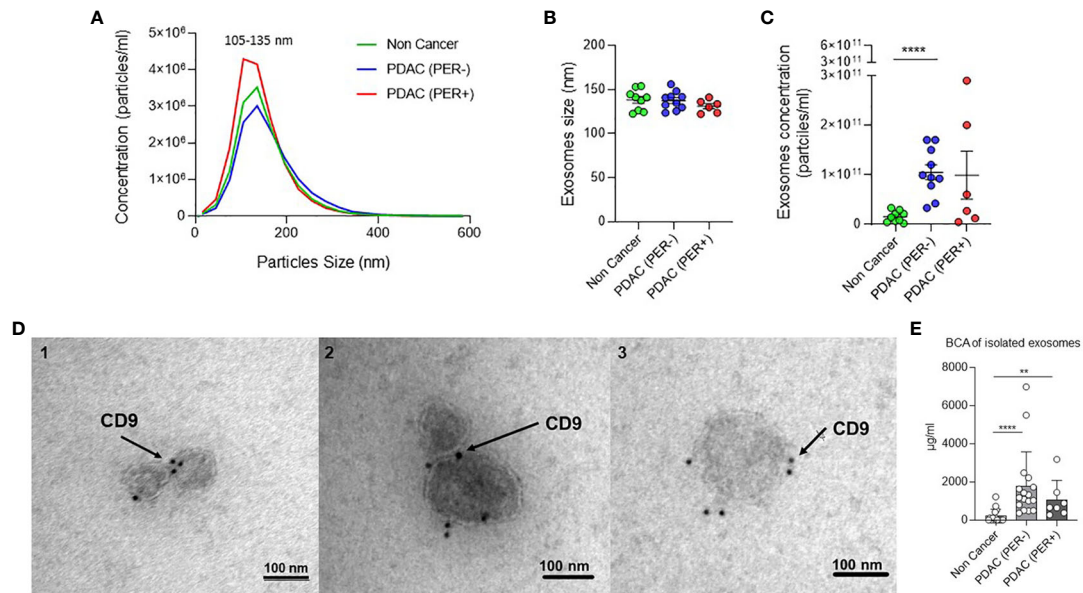 A
Concentration (particles/ml)
5×10⁶
4×10⁶
3×10⁶
2×10⁶
1×10⁶
0
105-135 nm
Non Cancer
PDAC (PER-)
PDAC (PER+)
0
200
400
600
Particles Size (nm)
B
Exosomes size (nm)
200
150
100
50
0
Non Cancer
PDAC (PER-)
PDAC (PER+)
C
Exosomes concentration
(partciles/ml)
6×10¹¹
3×10¹¹
3×10¹¹
2×10¹¹
1×10¹¹
0
****
Non Cancer
PDAC (PER-)
PDAC (PER+)
D
1
CD9
100 nm
2
CD9
100 nm
3
CD9
100 nm
E
BCA of isolated exosomes
µg/ml
8000
6000
4000
2000
0
**
****
Non Cancer
PDAC (PER-)
PDAC (PER+)